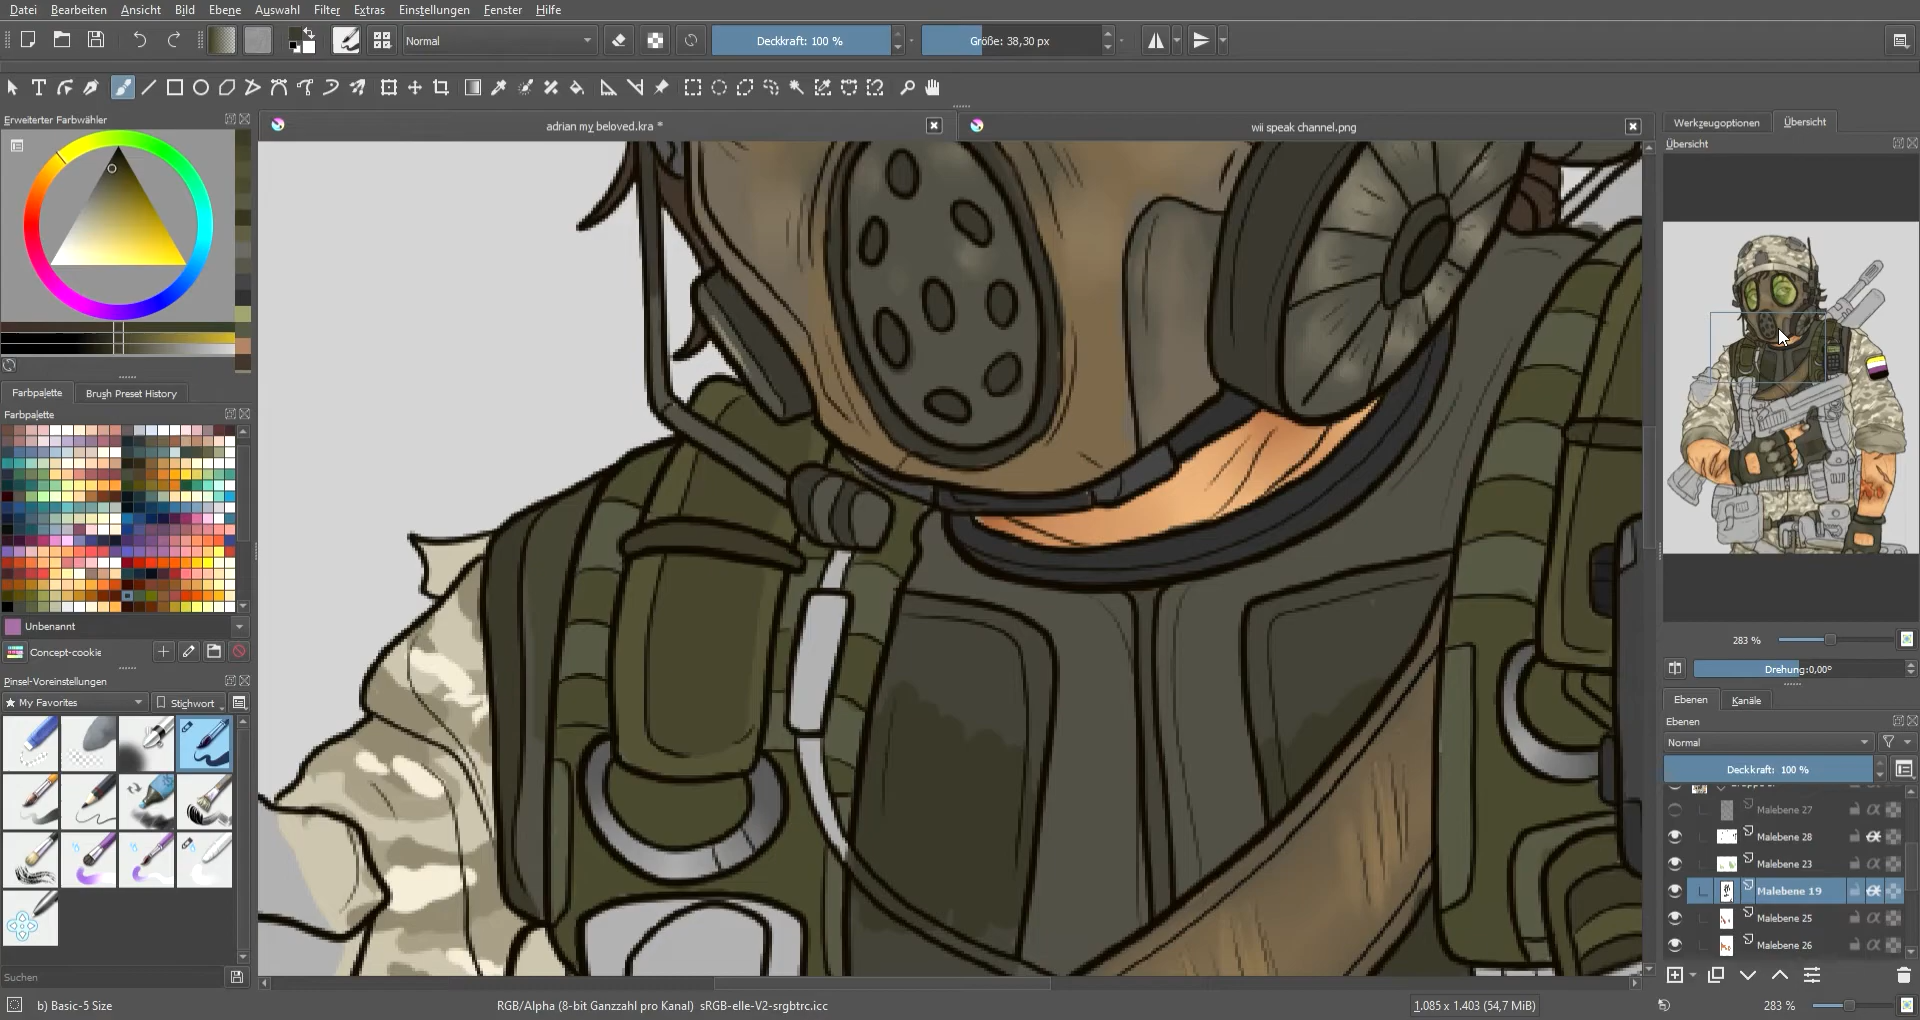 Datei Bearbeiten Ansicht Ebene Auswahl Filter Extras Einstellungen Fenster Hilfe
Normal Deckkraft: 100 % Größe: 38,30 px
adrian my beloved.kra *
wii speak channel.png
Erweiterter Farbwähler
Farbpalette Brush Preset History
Farbpalette
Unbenannt
Concept-cookie
Pinsel-Voreinstellungen
My Favorites Stichwort
Suchen
b) Basic-5 Size
RGB/Alpha (8-bit Ganzzahl pro Kanal) sRGB-elle-V2-srgbtrc.icc
1.085 x 1.403 (54,7 MiB)
283 %
Werkzeugoptionen Übersicht
Übersicht
283 %
Drehung:0,00°
Ebenen Kanäle
Ebenen
Normal
Deckkraft: 100 %
Malebene 27
Malebene 28
Malebene 23
Malebene 19
Malebene 25
Malebene 26